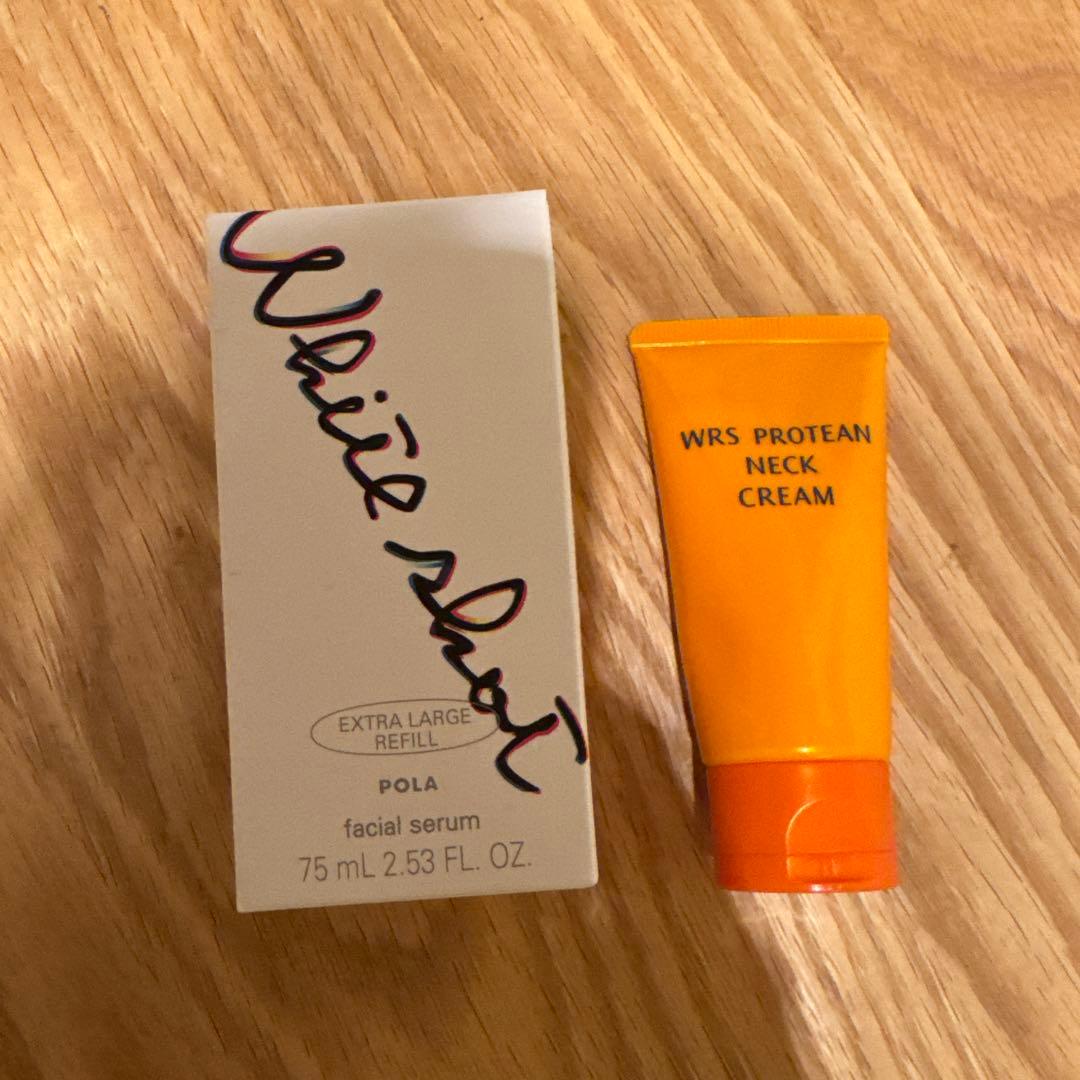 White shot
EXTRA LARGE
REFILL
POLA
facial serum
75 mL 2.53 FL. OZ.
WRS PROTEAN
NECK
CREAM